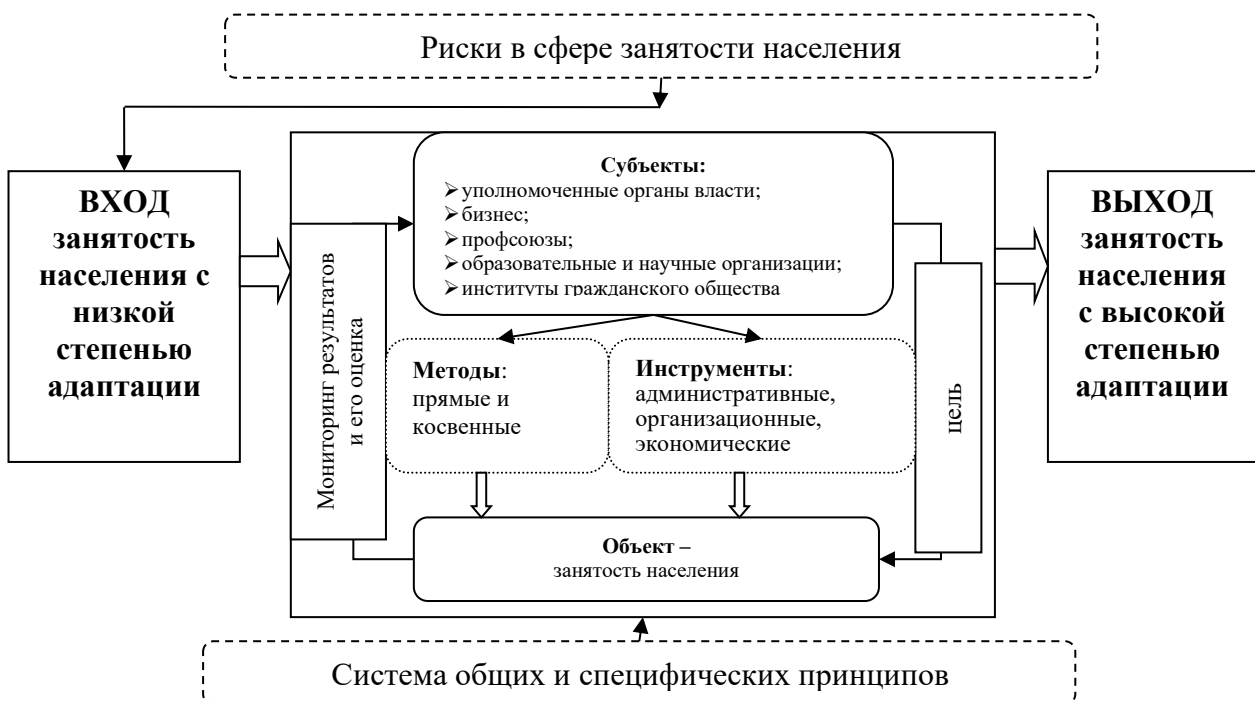 Риски в сфере занятости населения
ВХОД
занятость
населения с
низкой
степенью
адаптации
Мониторинг результатов
и его оценка
Субъекты:
➢уполномоченные органы власти;
➢бизнес;
➢профсоюзы;
➢образовательные и научные организации;
➢институты гражданского общества
Методы:
прямые и
косвенные
Инструменты:
административные,
организационные,
экономические
Объект –
занятость населения
цель
ВЫХОД
занятость
населения
с высокой
степенью
адаптации
Система общих и специфических принципов